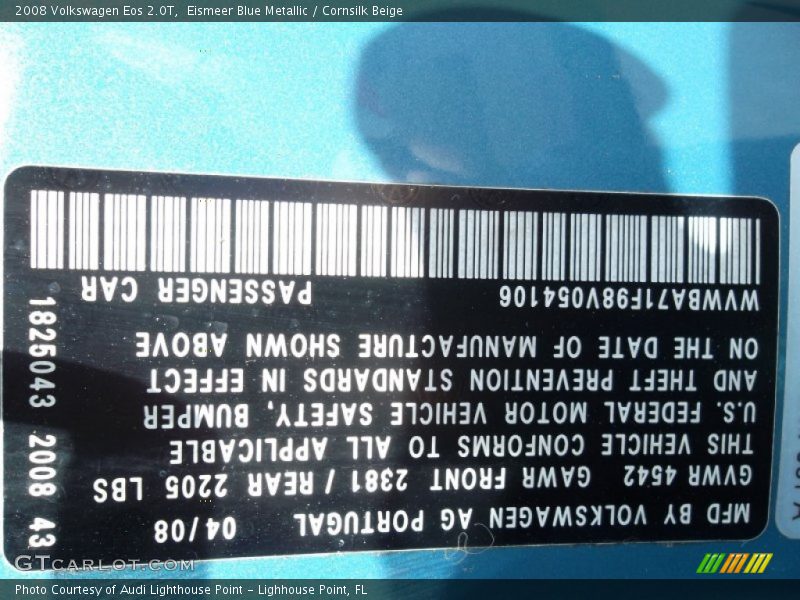 2008 Volkswagen Eos 2.0T, Eismeer Blue Metallic / Cornsilk Beige
MFD BY VOLKSWAGEN AG PORTUGAL 04/08
GVWR 4542 GAWR FRONT 2381 / REAR 2205 LBS
THIS VEHICLE CONFORMS TO ALL APPLICABLE
U.S. FEDERAL MOTOR VEHICLE SAFETY, BUMPER
AND THEFT PREVENTION STANDARDS IN EFFECT
ON THE DATE OF MANUFACTURE SHOWN ABOVE
WVWBA71F98V054106 PASSENGER CAR
1825043 2008 43
GTCARLOT.COM
Photo Courtesy of Audi Lighthouse Point - Lighhouse Point, FL